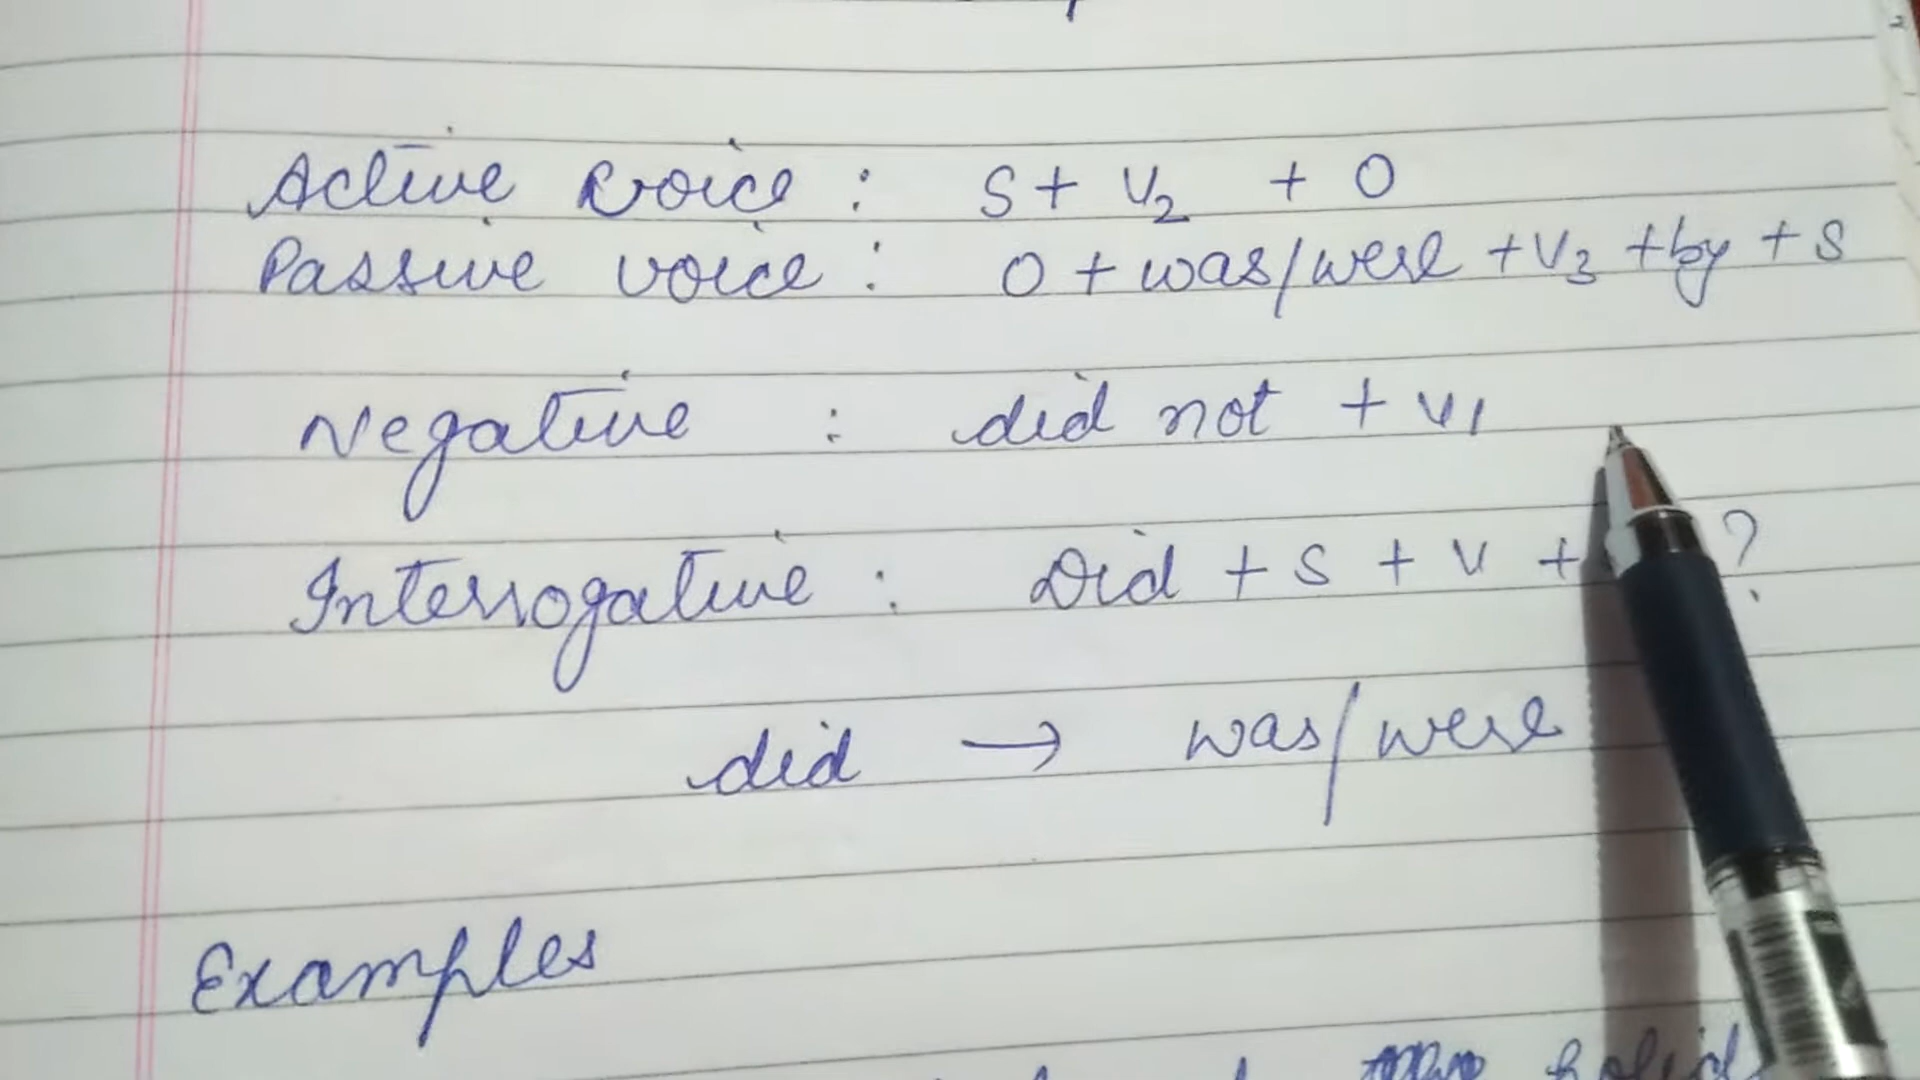 Active voice : S + V2 + O
Passive voice : O + was/were + V3 + by + S
Negative : did not + V1
Interrogative : Did + S + V + ?
did → was/were
Examples